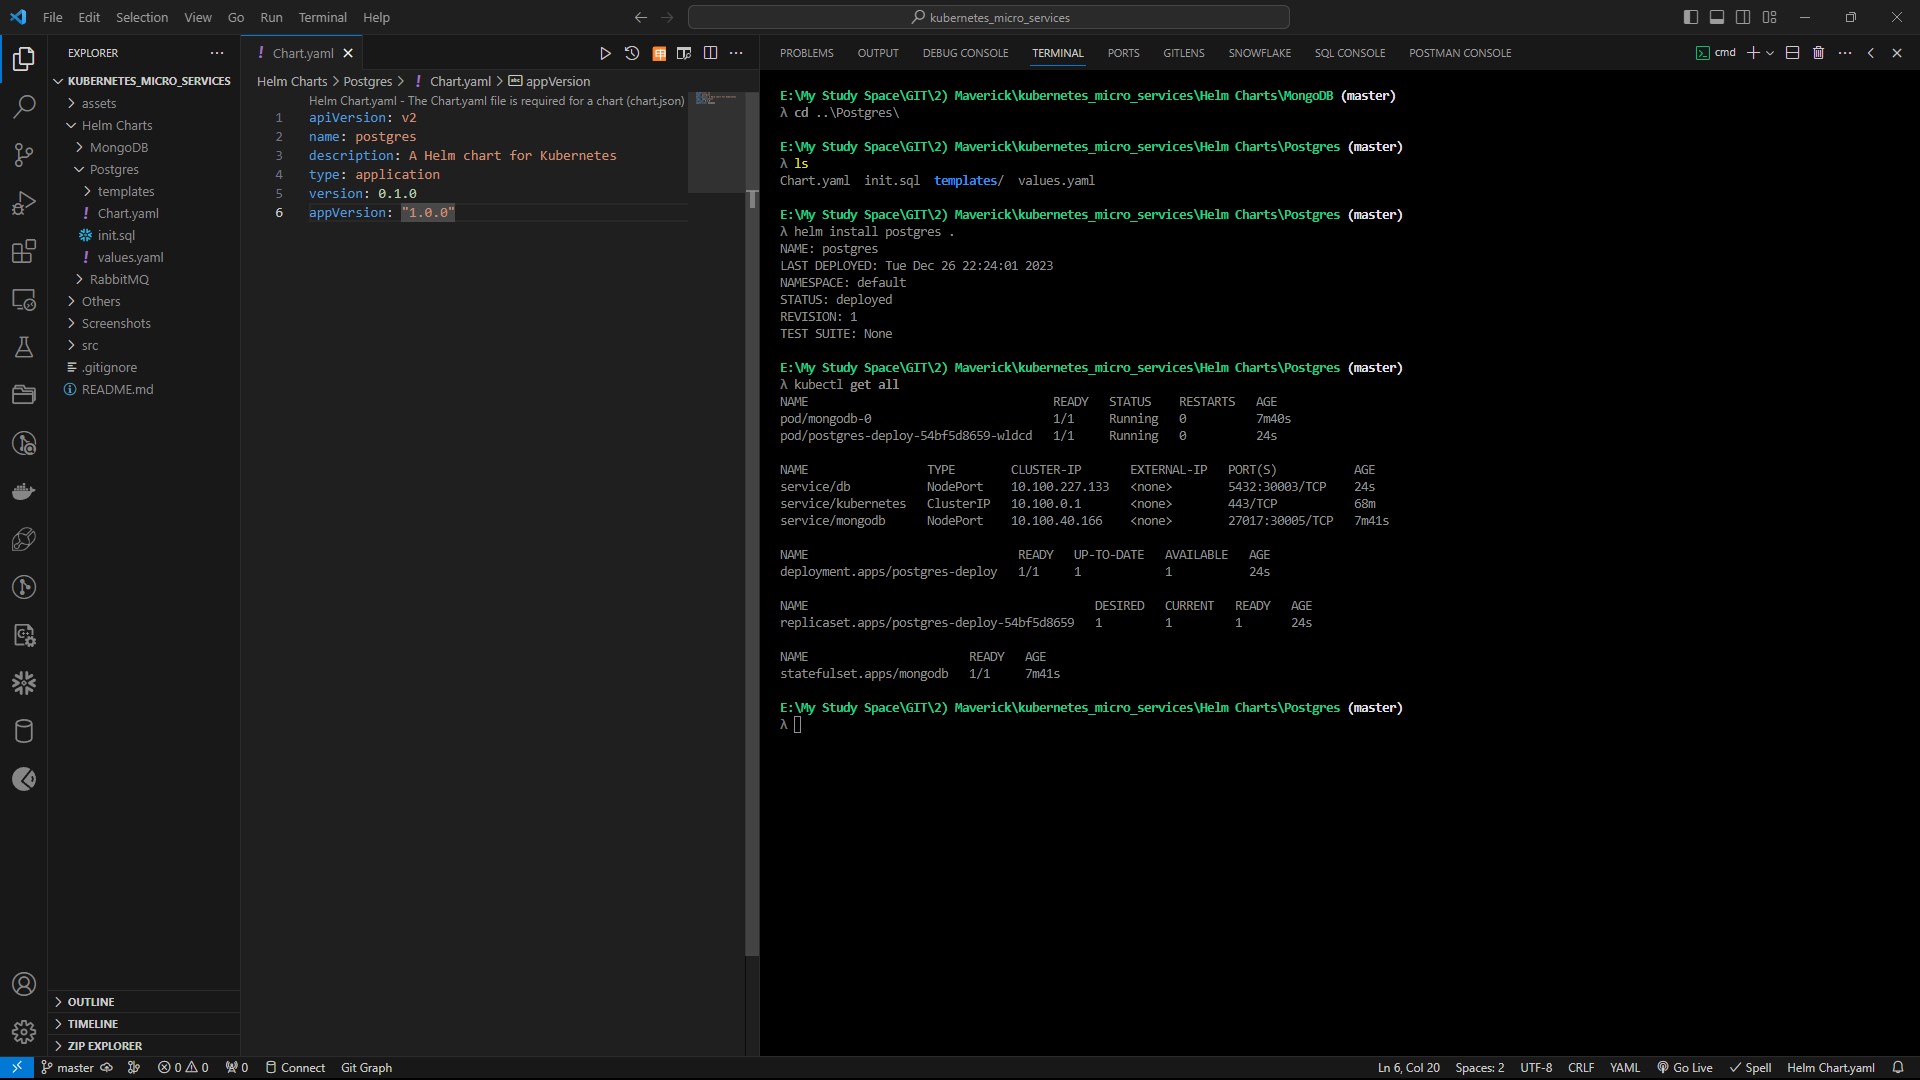 File Edit Selection View Go Run Terminal Help
kubernetes_micro_services
EXPLORER
KUBERNETES_MICRO_SERVICES
assets
Helm Charts
MongoDB
Postgres
templates
! Chart.yaml
init.sql
! values.yaml
RabbitMQ
Others
Screenshots
src
.gitignore
README.md
OUTLINE
TIMELINE
ZIP EXPLORER
! Chart.yaml
Helm Charts > Postgres > ! Chart.yaml > appVersion
Helm Chart.yaml - The Chart.yaml file is required for a chart (chart.json)
1 apiVersion: v2
2 name: postgres
3 description: A Helm chart for Kubernetes
4 type: application
5 version: 0.1.0
6 appVersion: "1.0.0"
PROBLEMS OUTPUT DEBUG CONSOLE TERMINAL PORTS GITLENS SNOWFLAKE SQL CONSOLE POSTMAN CONSOLE
cmd
E:\My Study Space\GIT\2) Maverick\kubernetes_micro_services\Helm Charts\MongoDB (master)
λ cd ..\Postgres\
E:\My Study Space\GIT\2) Maverick\kubernetes_micro_services\Helm Charts\Postgres (master)
λ ls
Chart.yaml init.sql templates/ values.yaml
E:\My Study Space\GIT\2) Maverick\kubernetes_micro_services\Helm Charts\Postgres (master)
λ helm install postgres .
NAME: postgres
LAST DEPLOYED: Tue Dec 26 22:24:01 2023
NAMESPACE: default
STATUS: deployed
REVISION: 1
TEST SUITE: None
E:\My Study Space\GIT\2) Maverick\kubernetes_micro_services\Helm Charts\Postgres (master)
λ kubectl get all
NAME READY STATUS RESTARTS AGE
pod/mongodb-0 1/1 Running 0 7m40s
pod/postgres-deploy-54bf5d8659-wldcd 1/1 Running 0 24s
NAME TYPE CLUSTER-IP EXTERNAL-IP PORT(S) AGE
service/db NodePort 10.100.227.133 <none> 5432:30003/TCP 24s
service/kubernetes ClusterIP 10.100.0.1 <none> 443/TCP 68m
service/mongodb NodePort 10.100.40.166 <none> 27017:30005/TCP 7m41s
NAME READY UP-TO-DATE AVAILABLE AGE
deployment.apps/postgres-deploy 1/1 1 1 24s
NAME DESIRED CURRENT READY AGE
replicaset.apps/postgres-deploy-54bf5d8659 1 1 1 24s
NAME READY AGE
statefulset.apps/mongodb 1/1 7m41s
E:\My Study Space\GIT\2) Maverick\kubernetes_micro_services\Helm Charts\Postgres (master)
λ
master 0 0 0 Connect Git Graph Ln 6, Col 20 Spaces: 2 UTF-8 CRLF YAML Go Live Spell Helm Chart.yaml